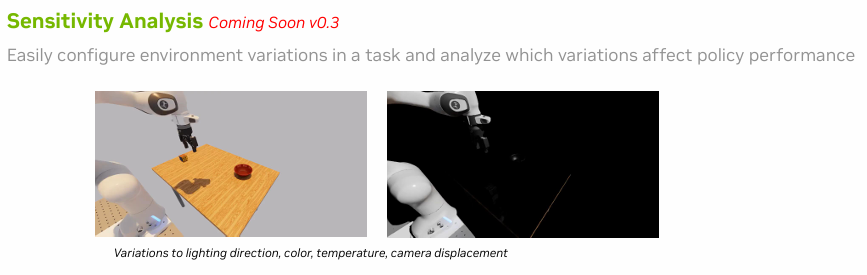 Sensitivity Analysis Coming Soon v0.3
Easily configure environment variations in a task and analyze which variations affect policy performance
Variations to lighting direction, color, temperature, camera displacement